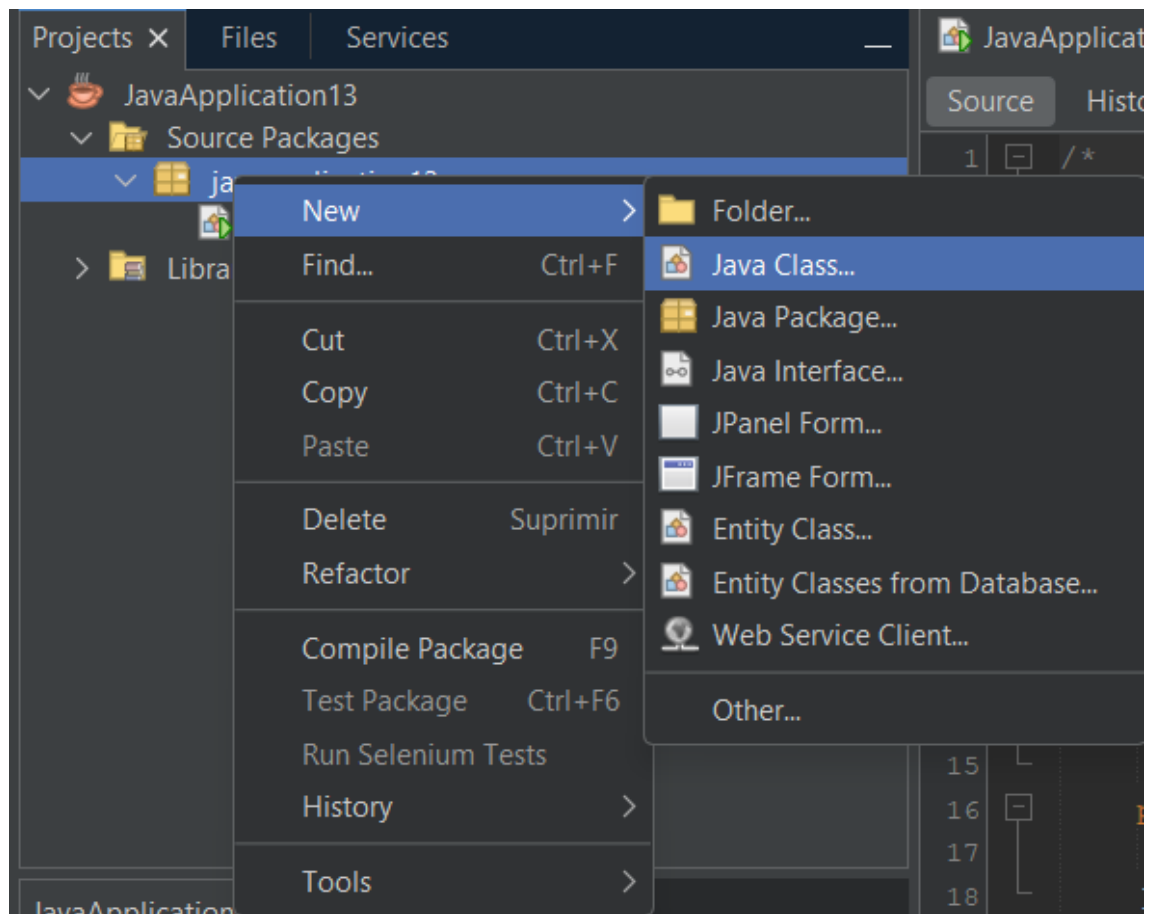 Projects Files Services
JavaApplication13
Source Packages
New
Find... Ctrl+F
Cut Ctrl+X
Copy Ctrl+C
Paste Ctrl+V
Delete Suprimir
Refactor
Compile Package F9
Test Package Ctrl+F6
Run Selenium Tests
History
Tools
Folder...
Java Class...
Java Package...
Java Interface...
JPanel Form...
JFrame Form...
Entity Class...
Entity Classes from Database...
Web Service Client...
Other...
JavaApplicat
Source Histo
1 /*
15
16
17
18
Libra
JavaApplication